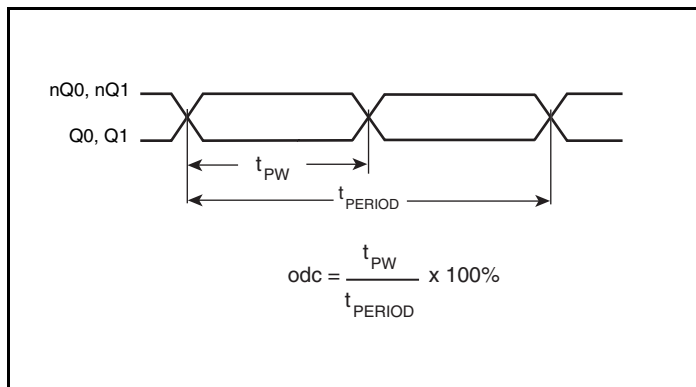 nQ0, nQ1
Q0, Q1
tPW
tPERIOD
tPW
odc = x 100%
tPERIOD